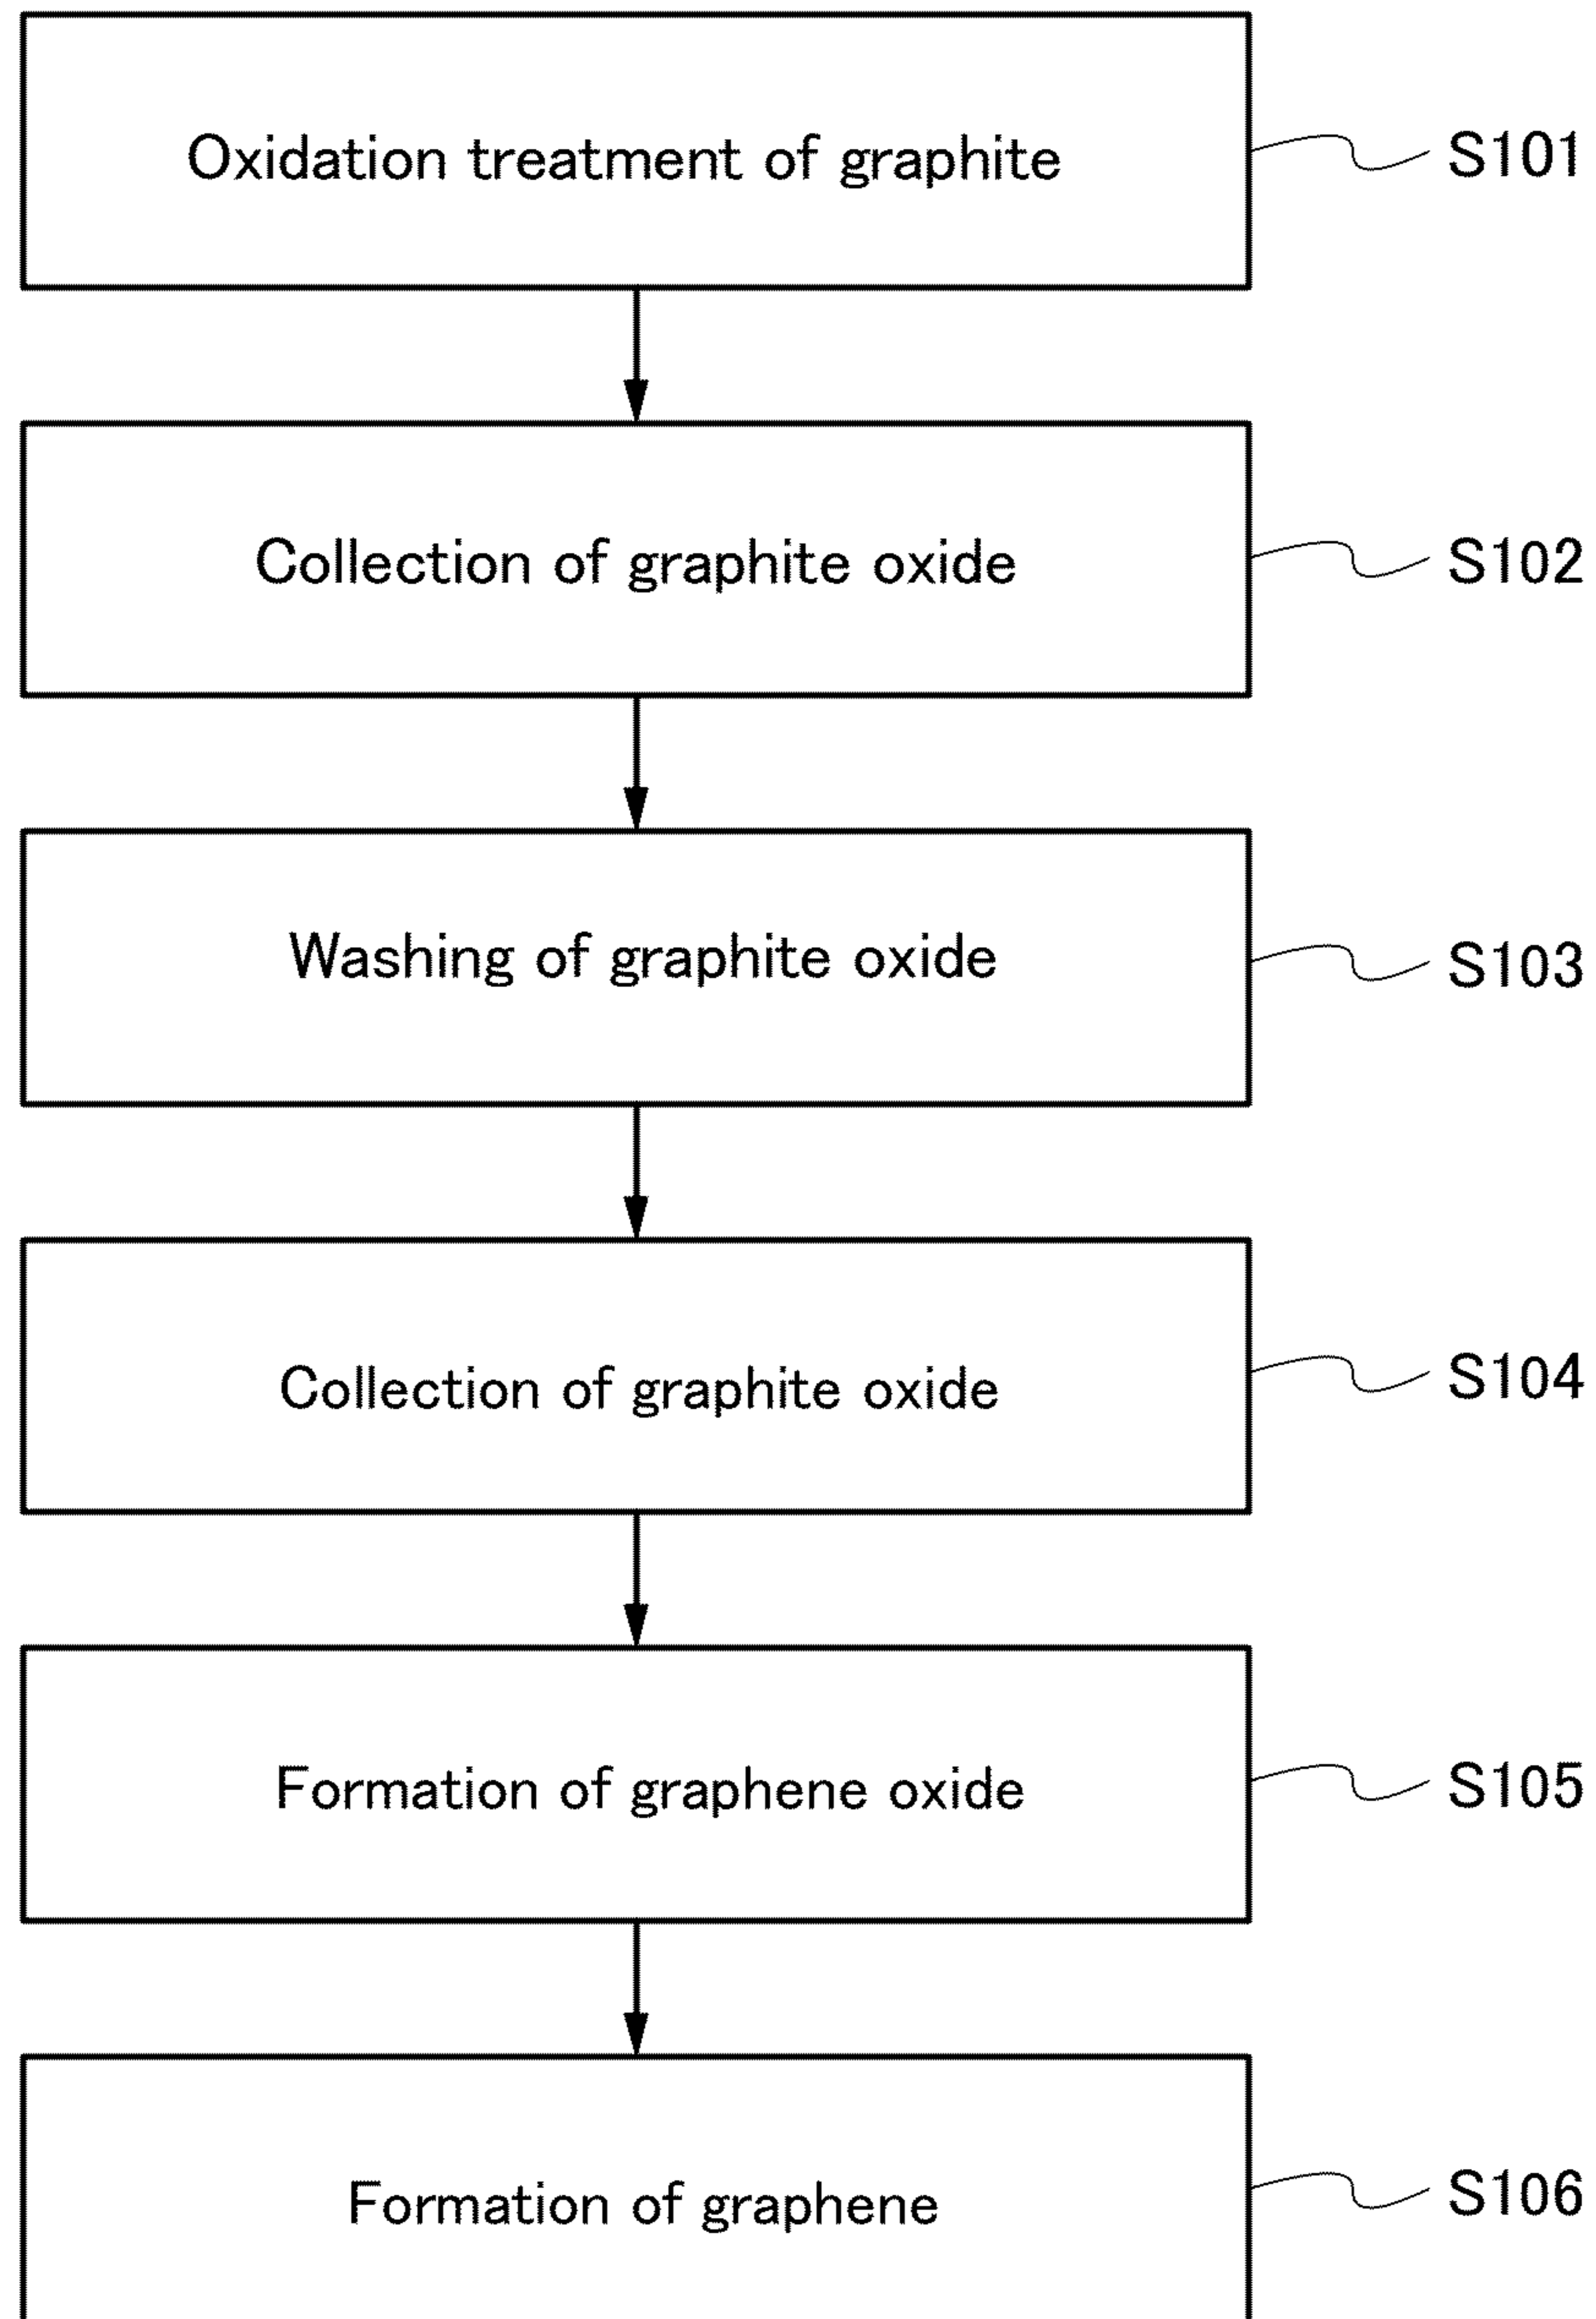 Oxidation treatment of graphite S101
Collection of graphite oxide S102
Washing of graphite oxide S103
Collection of graphite oxide S104
Formation of graphene oxide S105
Formation of graphene S106